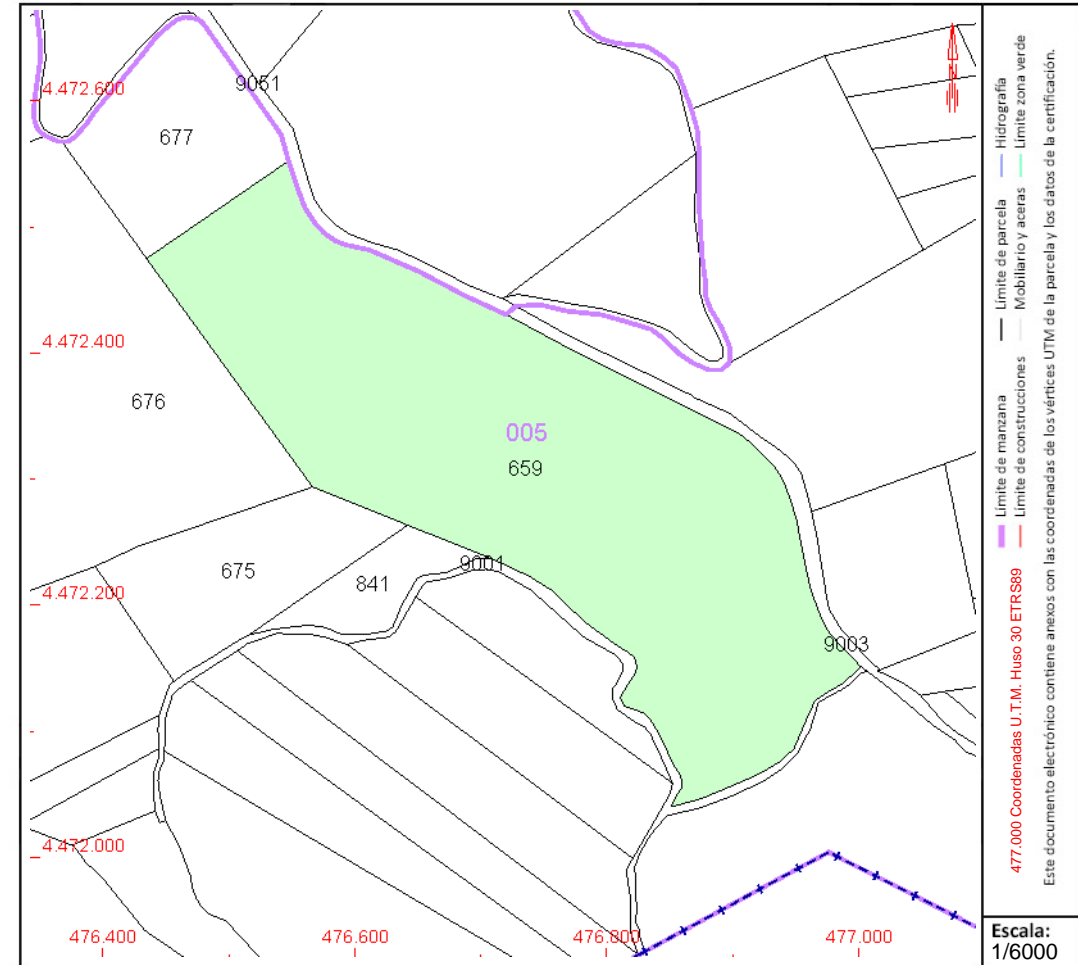 9051
4.472.600
677
4.472.400
676
005
659
9001
675
841
4.472.200
9003
4.472.000
476.400
476.600
476.800
477.000
Límite de manzana
Límite de parcela
Hidrografía
477.000 Coordenadas U.T.M. Huso 30 ETRS89
Límite de construcciones
Mobiliario y aceras
Límite zona verde
Este documento electrónico contiene anexos con las coordenadas de los vértices UTM de la parcela y los datos de la certificación.
Escala:
1/6000